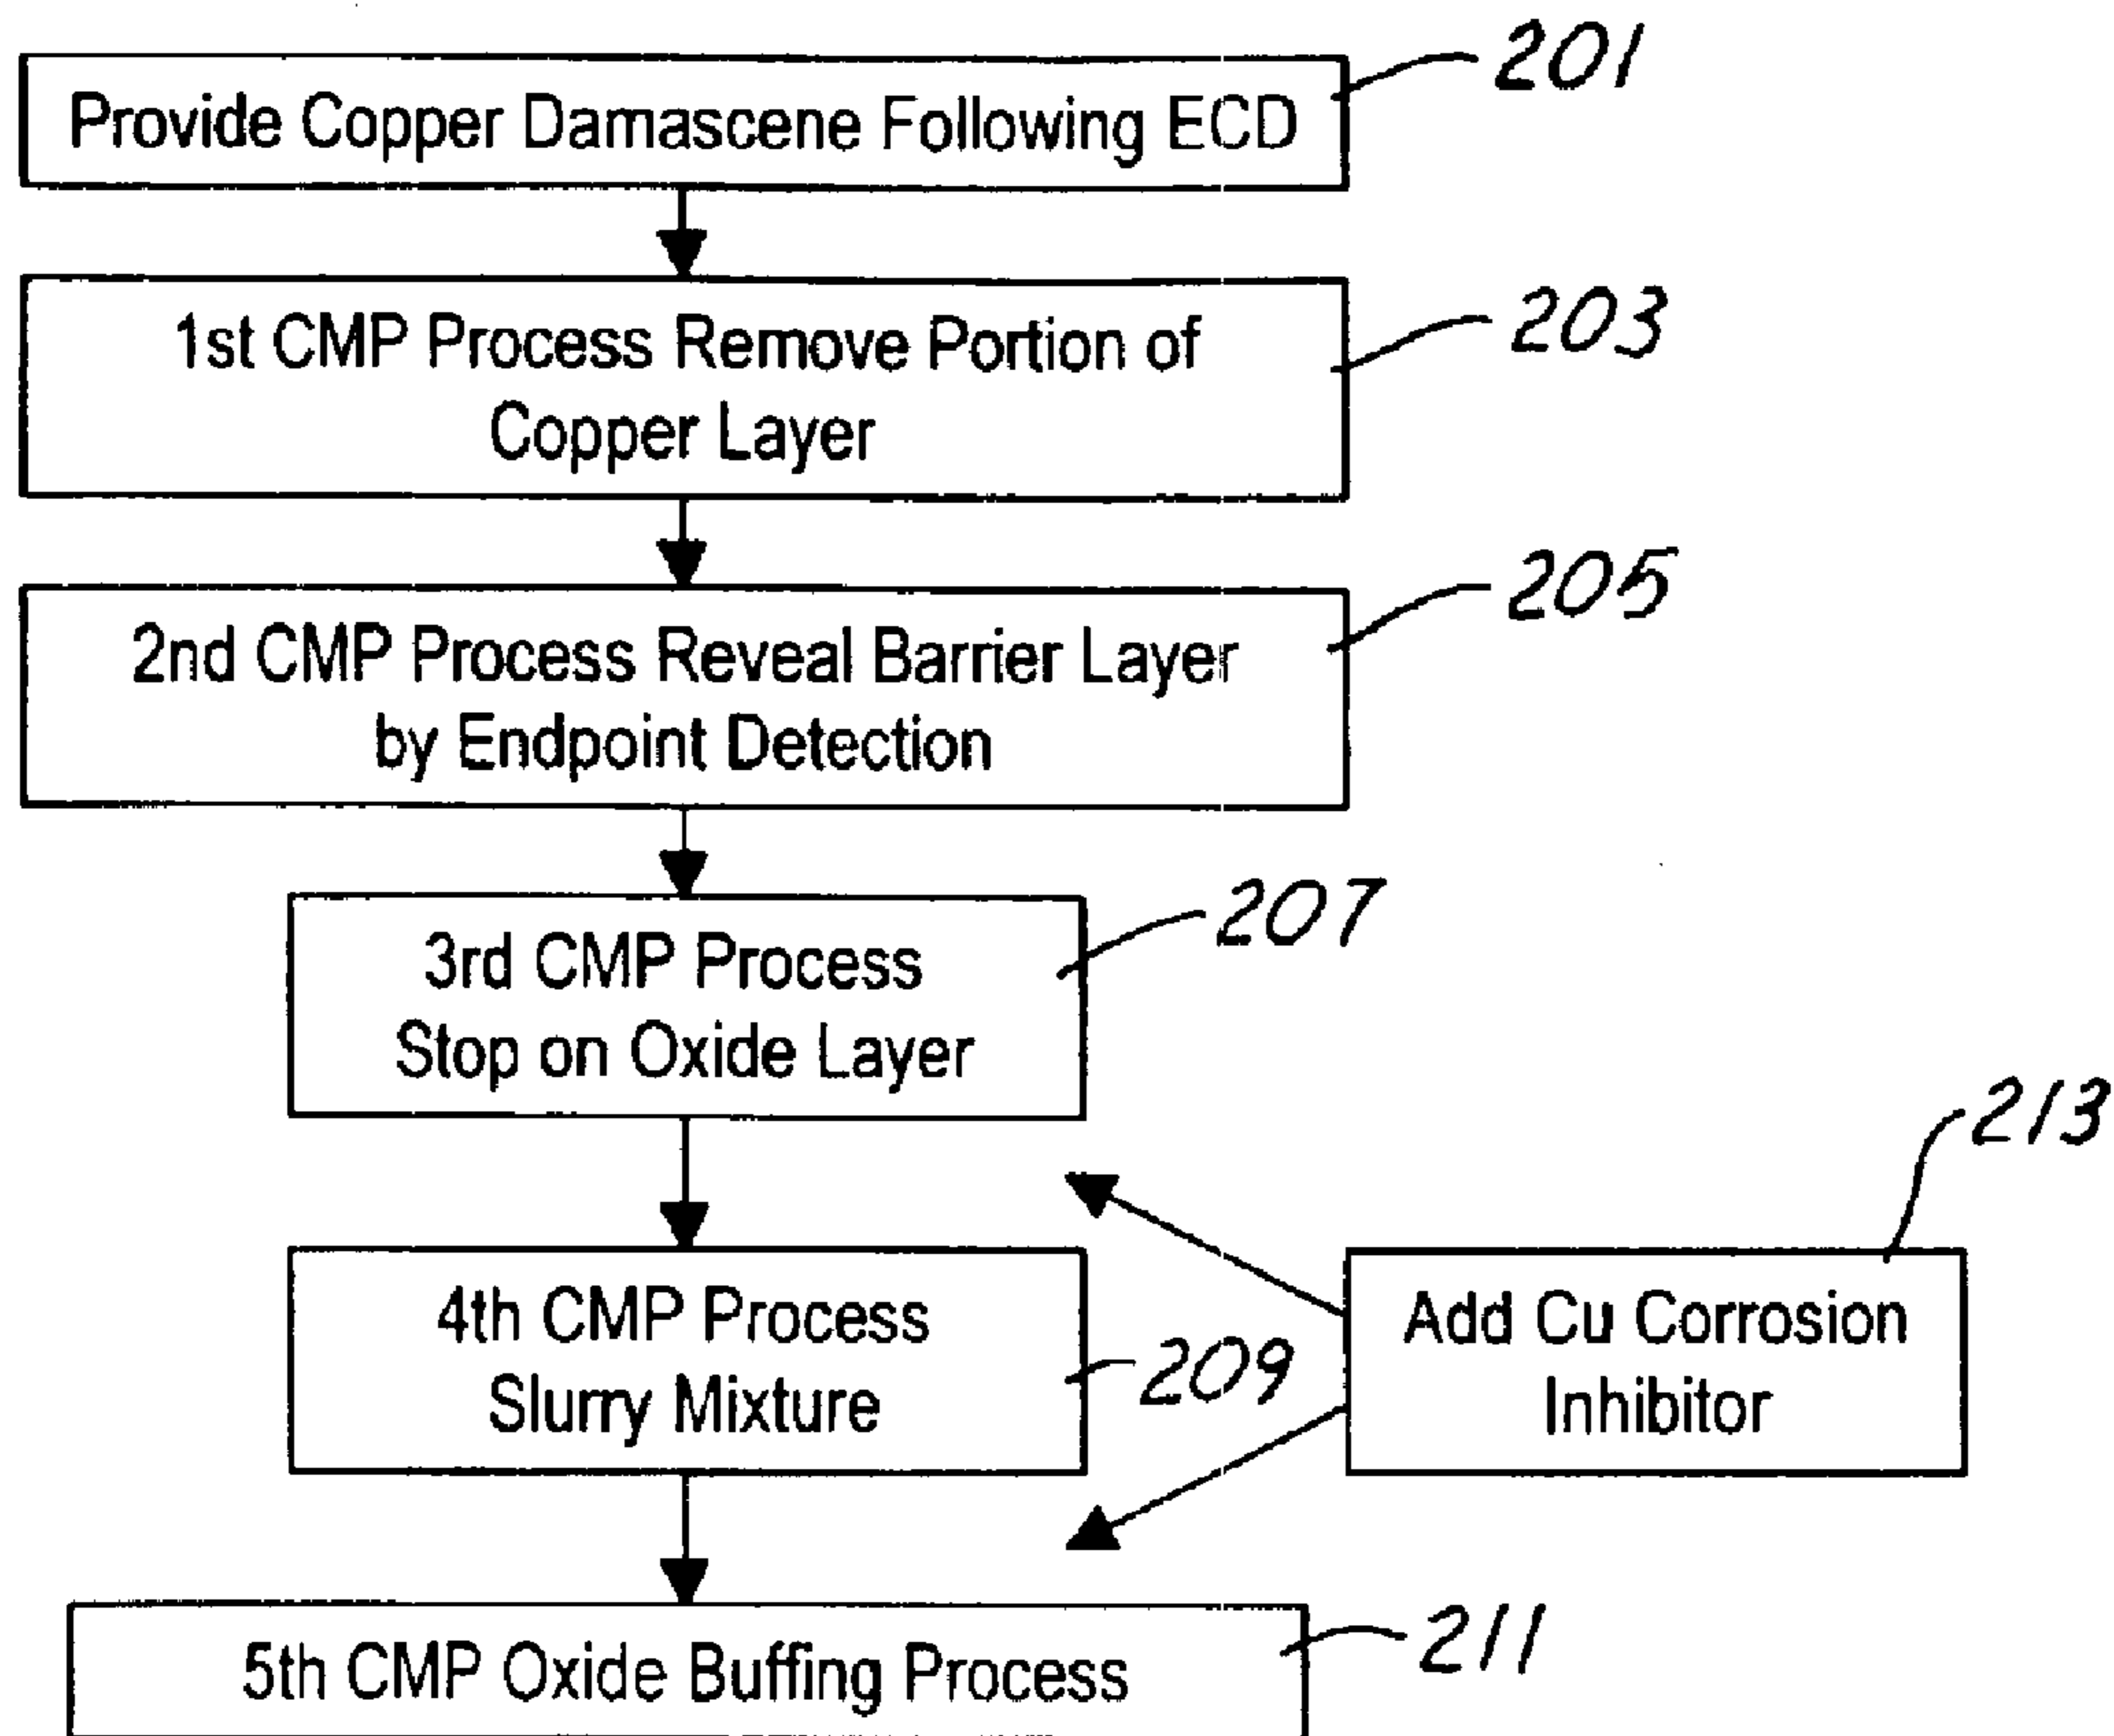 Provide Copper Damascene Following ECD
201
1st CMP Process Remove Portion of
Copper Layer
203
2nd CMP Process Reveal Barrier Layer
by Endpoint Detection
205
3rd CMP Process
Stop on Oxide Layer
207
4th CMP Process
Slurry Mixture
209
Add Cu Corrosion
Inhibitor
213
5th CMP Oxide Buffing Process
211